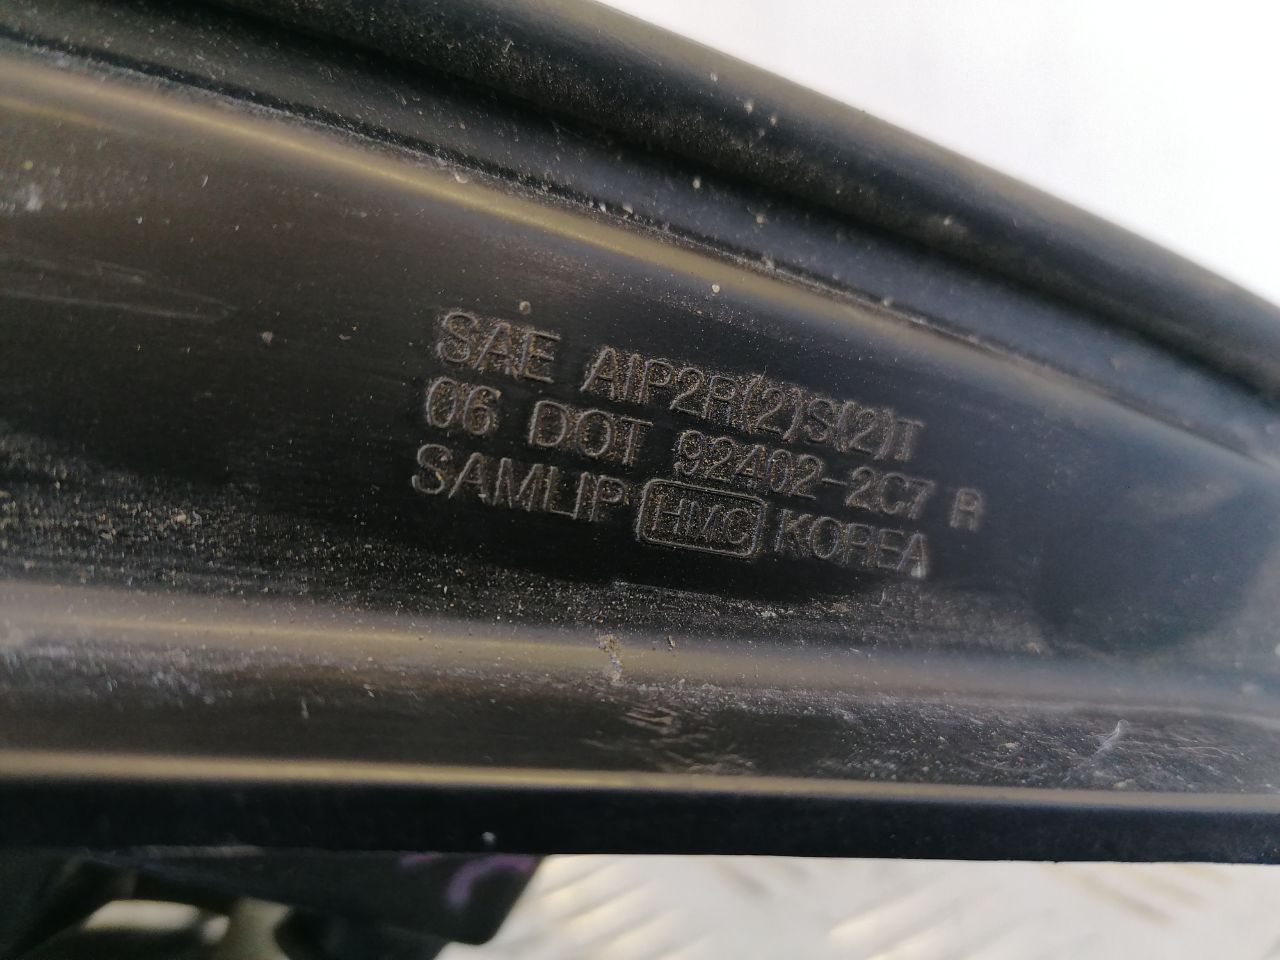 SAE AIP2R(2)S(2)T
06 DOT 92402-2C7 R
SAMLIP HMC KOREA